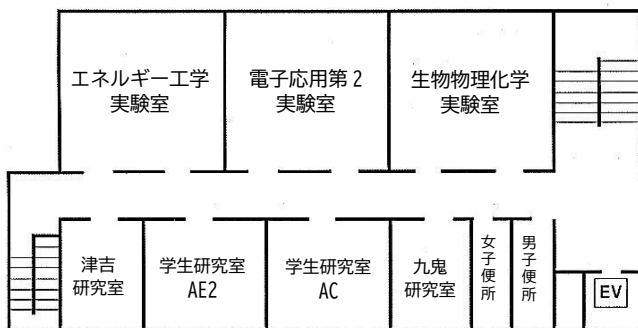 エネルギー工学
実験室
電子応用第2
実験室
生物物理化学
実験室
津吉
研究室
学生研究室
AE2
学生研究室
AC
九鬼
研究室
女子便所
男子便所
EV